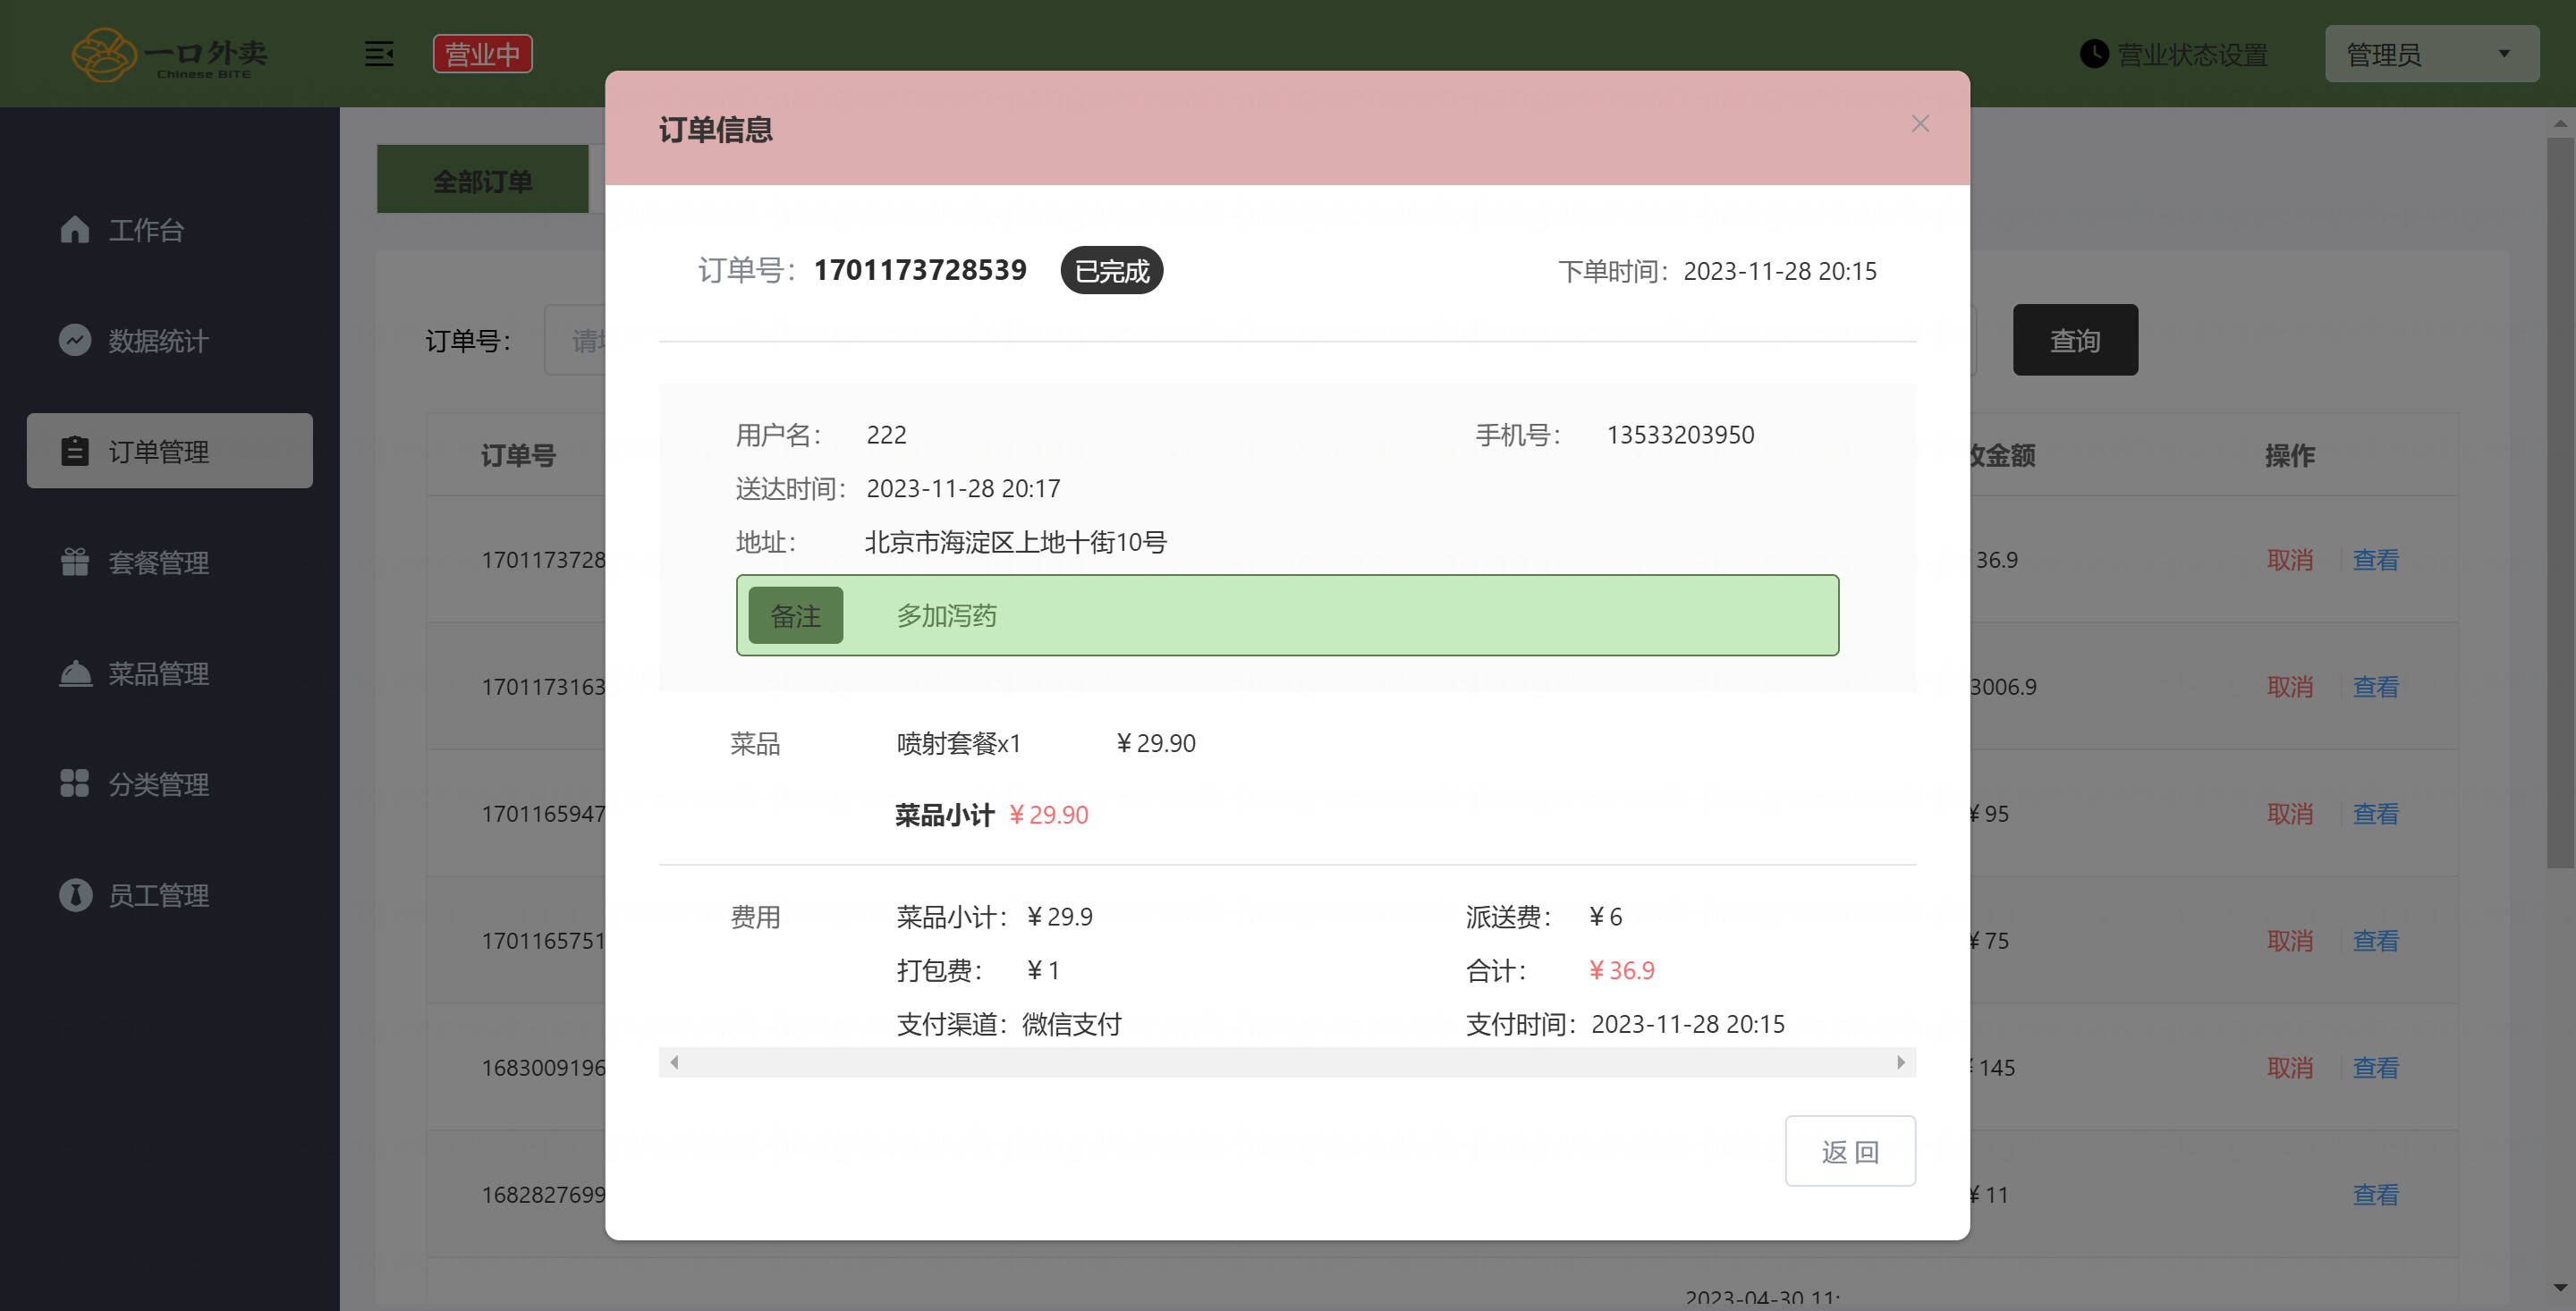 一口外卖
Chinese BITE
营业中
营业状态设置
管理员
工作台
数据统计
订单管理
套餐管理
菜品管理
分类管理
员工管理
全部订单
订单号：
查询
订单号
收金额
操作
1701173728
36.9
取消
查看
1701173163
3006.9
取消
查看
1701165947
¥ 95
取消
查看
1701165751
¥ 75
取消
查看
1683009196
¥ 145
取消
查看
1682827699
¥ 11
查看
2023-04-30 11:
订单信息
订单号： 1701173728539 已完成 下单时间：2023-11-28 20:15
用户名： 222 手机号： 13533203950
送达时间： 2023-11-28 20:17
地址： 北京市海淀区上地十街10号
备注 多加泻药
菜品 喷射套餐x1 ¥ 29.90
菜品小计 ¥ 29.90
费用 菜品小计： ¥ 29.9 派送费： ¥ 6
打包费： ¥ 1 合计： ¥ 36.9
支付渠道：微信支付 支付时间：2023-11-28 20:15
返 回